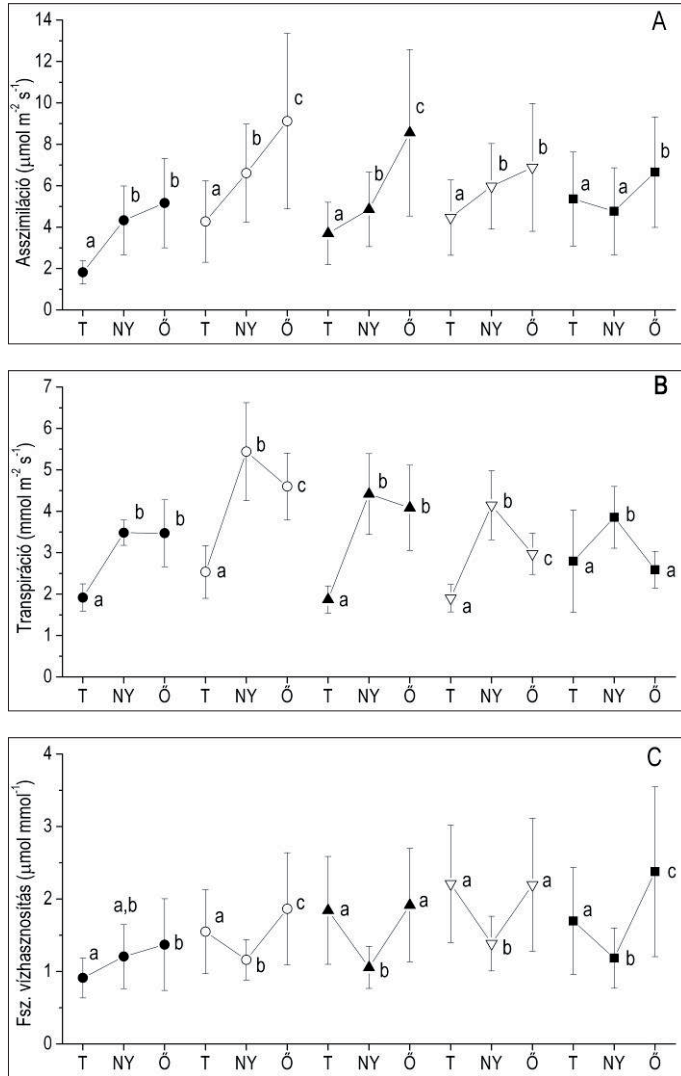 A
Asszimiláció (μmol m⁻² s⁻¹)
14
12
10
8
6
4
2
0
a b b a b c a b c a b b a a b
T NY Ő T NY Ő T NY Ő T NY Ő T NY Ő
B
Transpiráció (mmol m⁻² s⁻¹)
7
6
5
4
3
2
1
0
a b b a b c a b b a b c a b a
T NY Ő T NY Ő T NY Ő T NY Ő T NY Ő
C
Fsz. vízhasznosítás (μmol mmol⁻¹)
4
3
2
1
0
a a,b b a b c a b a a b a a b c
T NY Ő T NY Ő T NY Ő T NY Ő T NY Ő